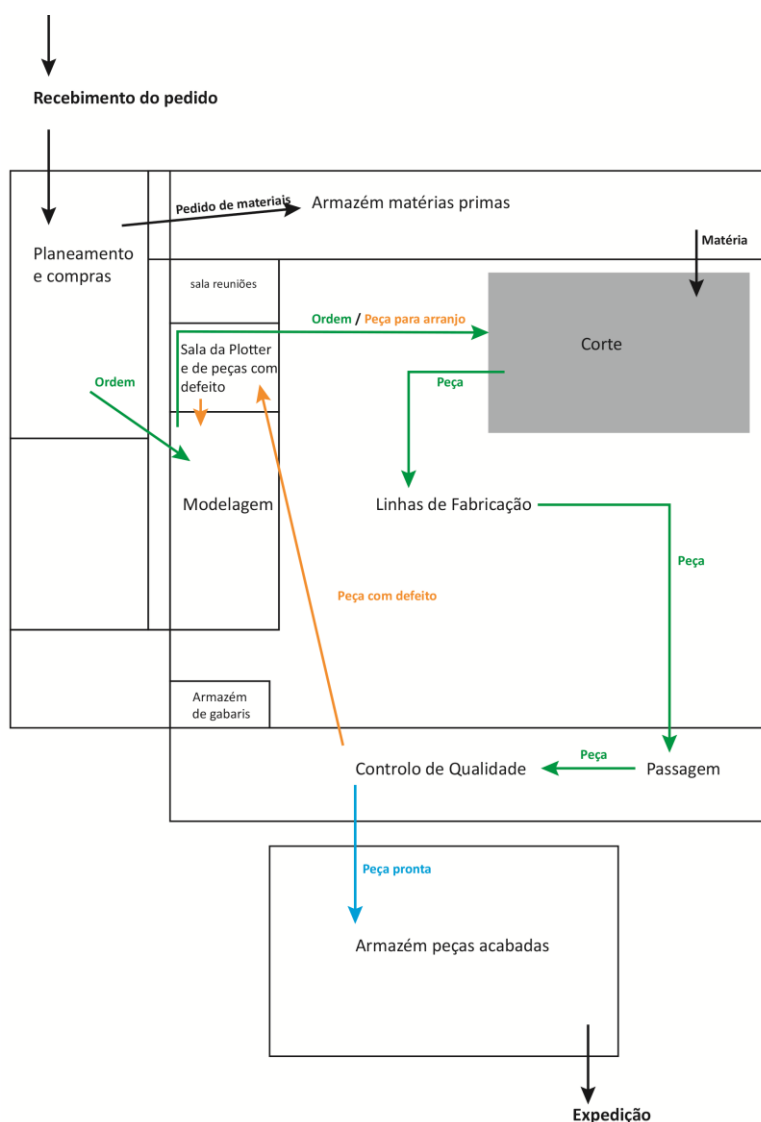 Recebimento do pedido
Pedido de materiais
Armazém matérias primas
Planeamento
e compras
Matéria
sala reuniões
Ordem / Peça para arranjo
Sala da Plotter
e de peças com
defeito
Corte
Ordem
Peça
Modelagem
Linhas de Fabricação
Peça
Peça com defeito
Armazém
de gabaris
Controlo de Qualidade
Peça
Passagem
Peça pronta
Armazém peças acabadas
Expedição